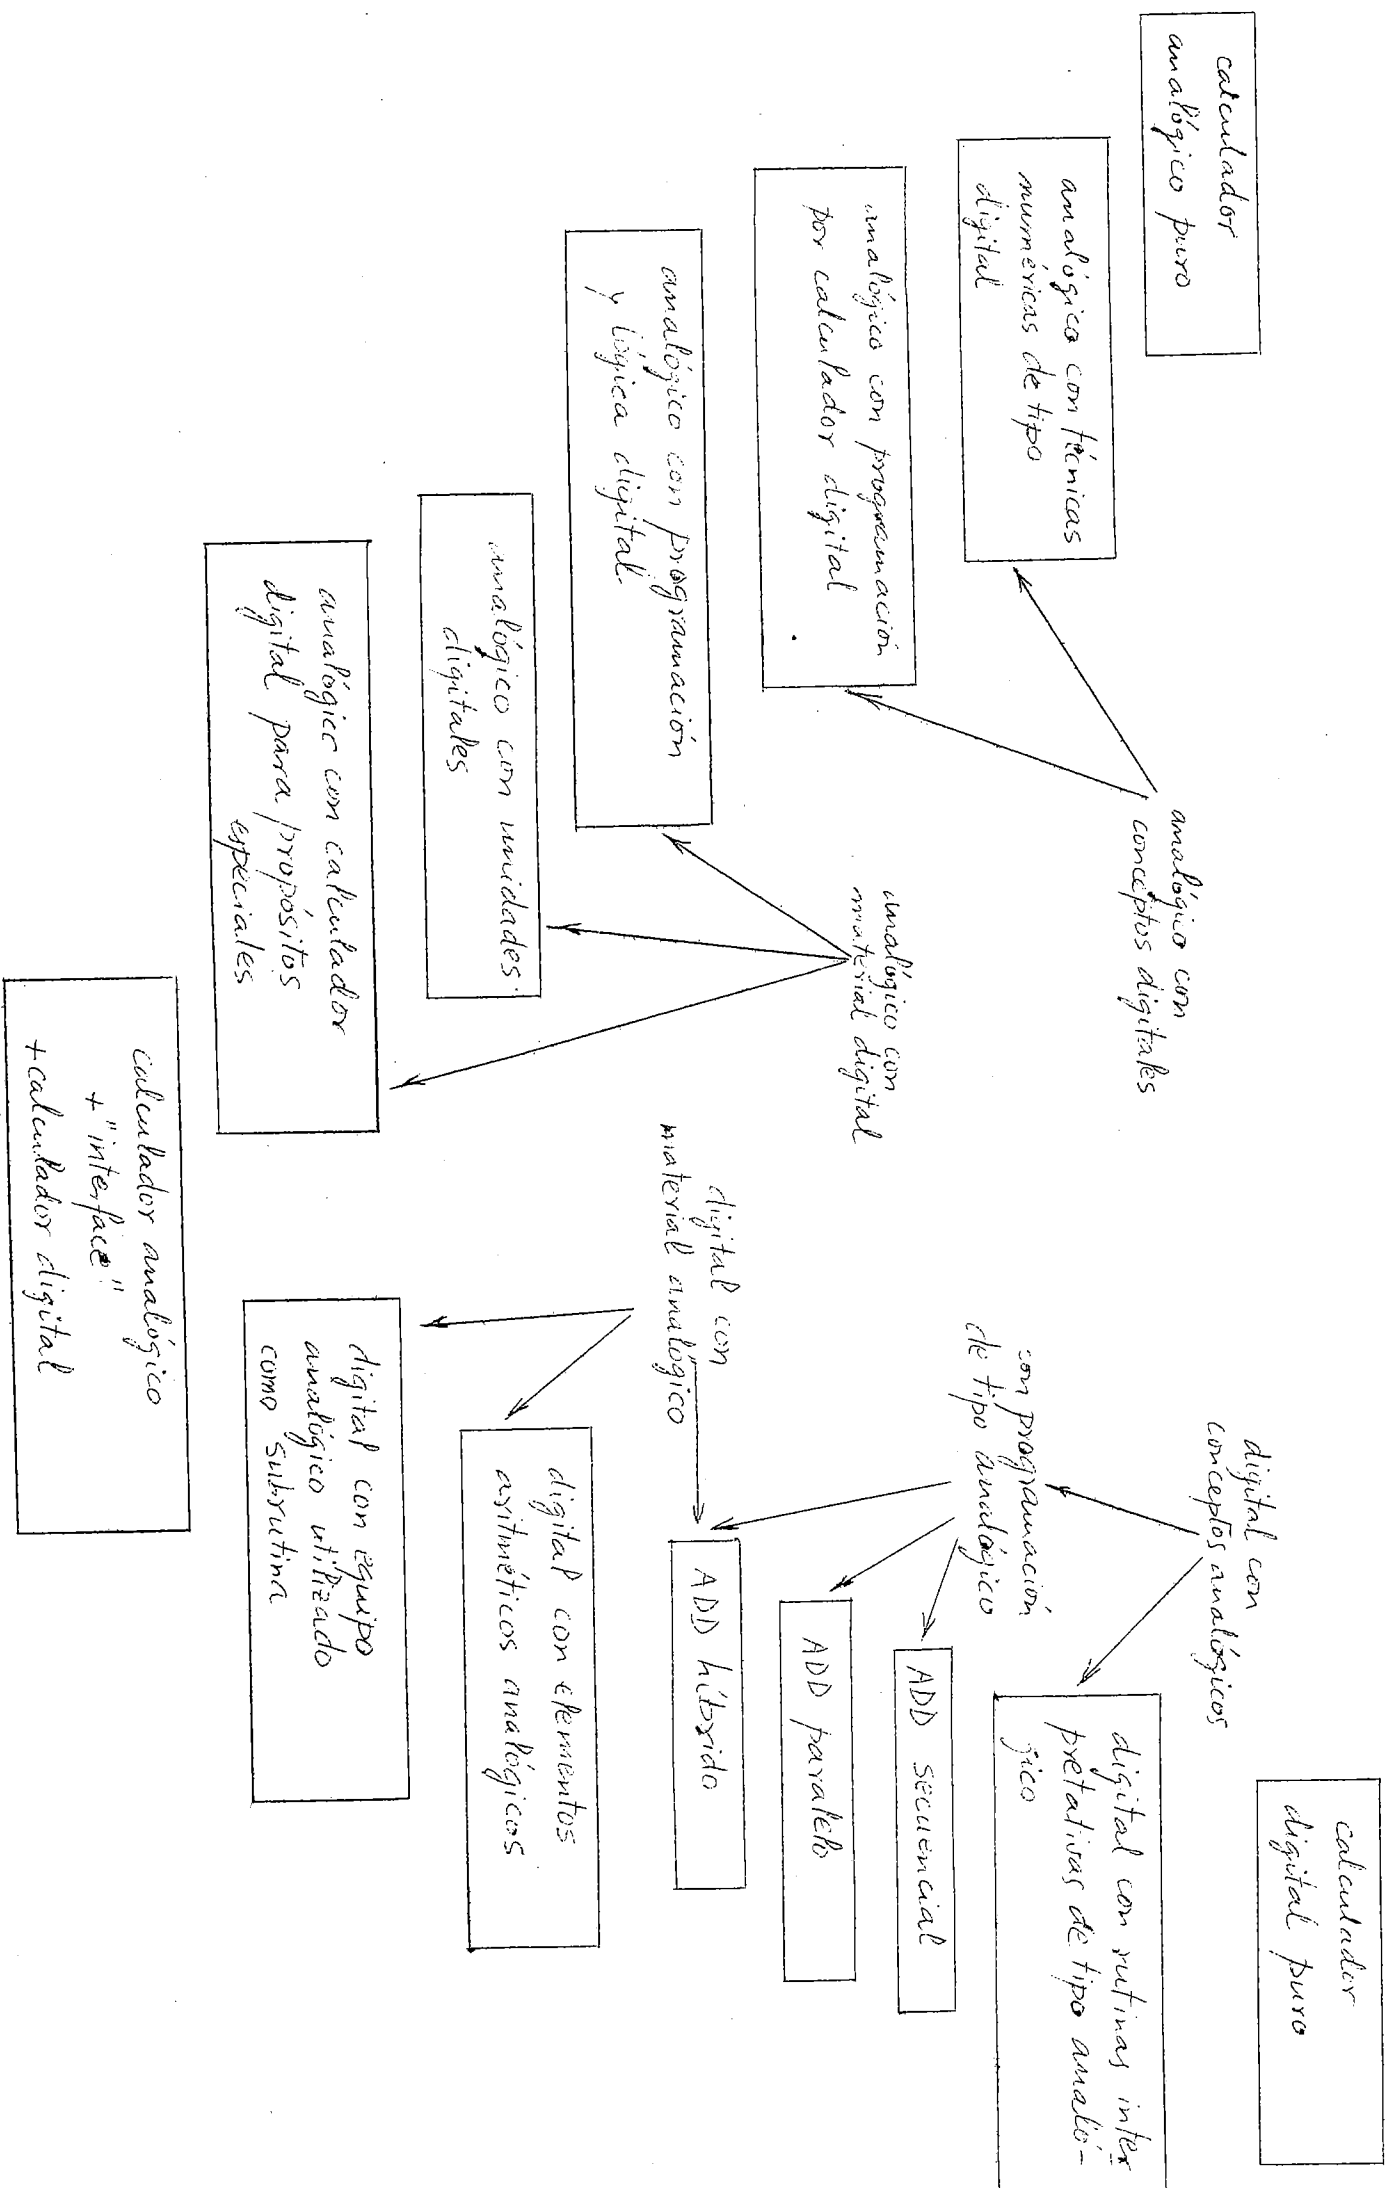 calculador
analógico puro
analógico con técnicas
numéricas de tipo
digital
analógico con programación
por calculador digital
analógico con programación
y lógica digital
analógico con unidades
digitales
analógico con calculador
digital para propósitos
especiales
analógico con
conceptos digitales
analógico con
material digital
calculador analógico
+ "interface"
+ calculador digital
digital con
material analógico
digital con equipo
analógico utilizado
como subrutina
digital con elementos
aritméticos analógicos
con programación
de tipo analógico
ADD híbrido
ADD paralelo
ADD secuencial
digital con
conceptos analógicos
digital con rutinas inter
pretativas de tipo analó-
gico
calculador
digital puro